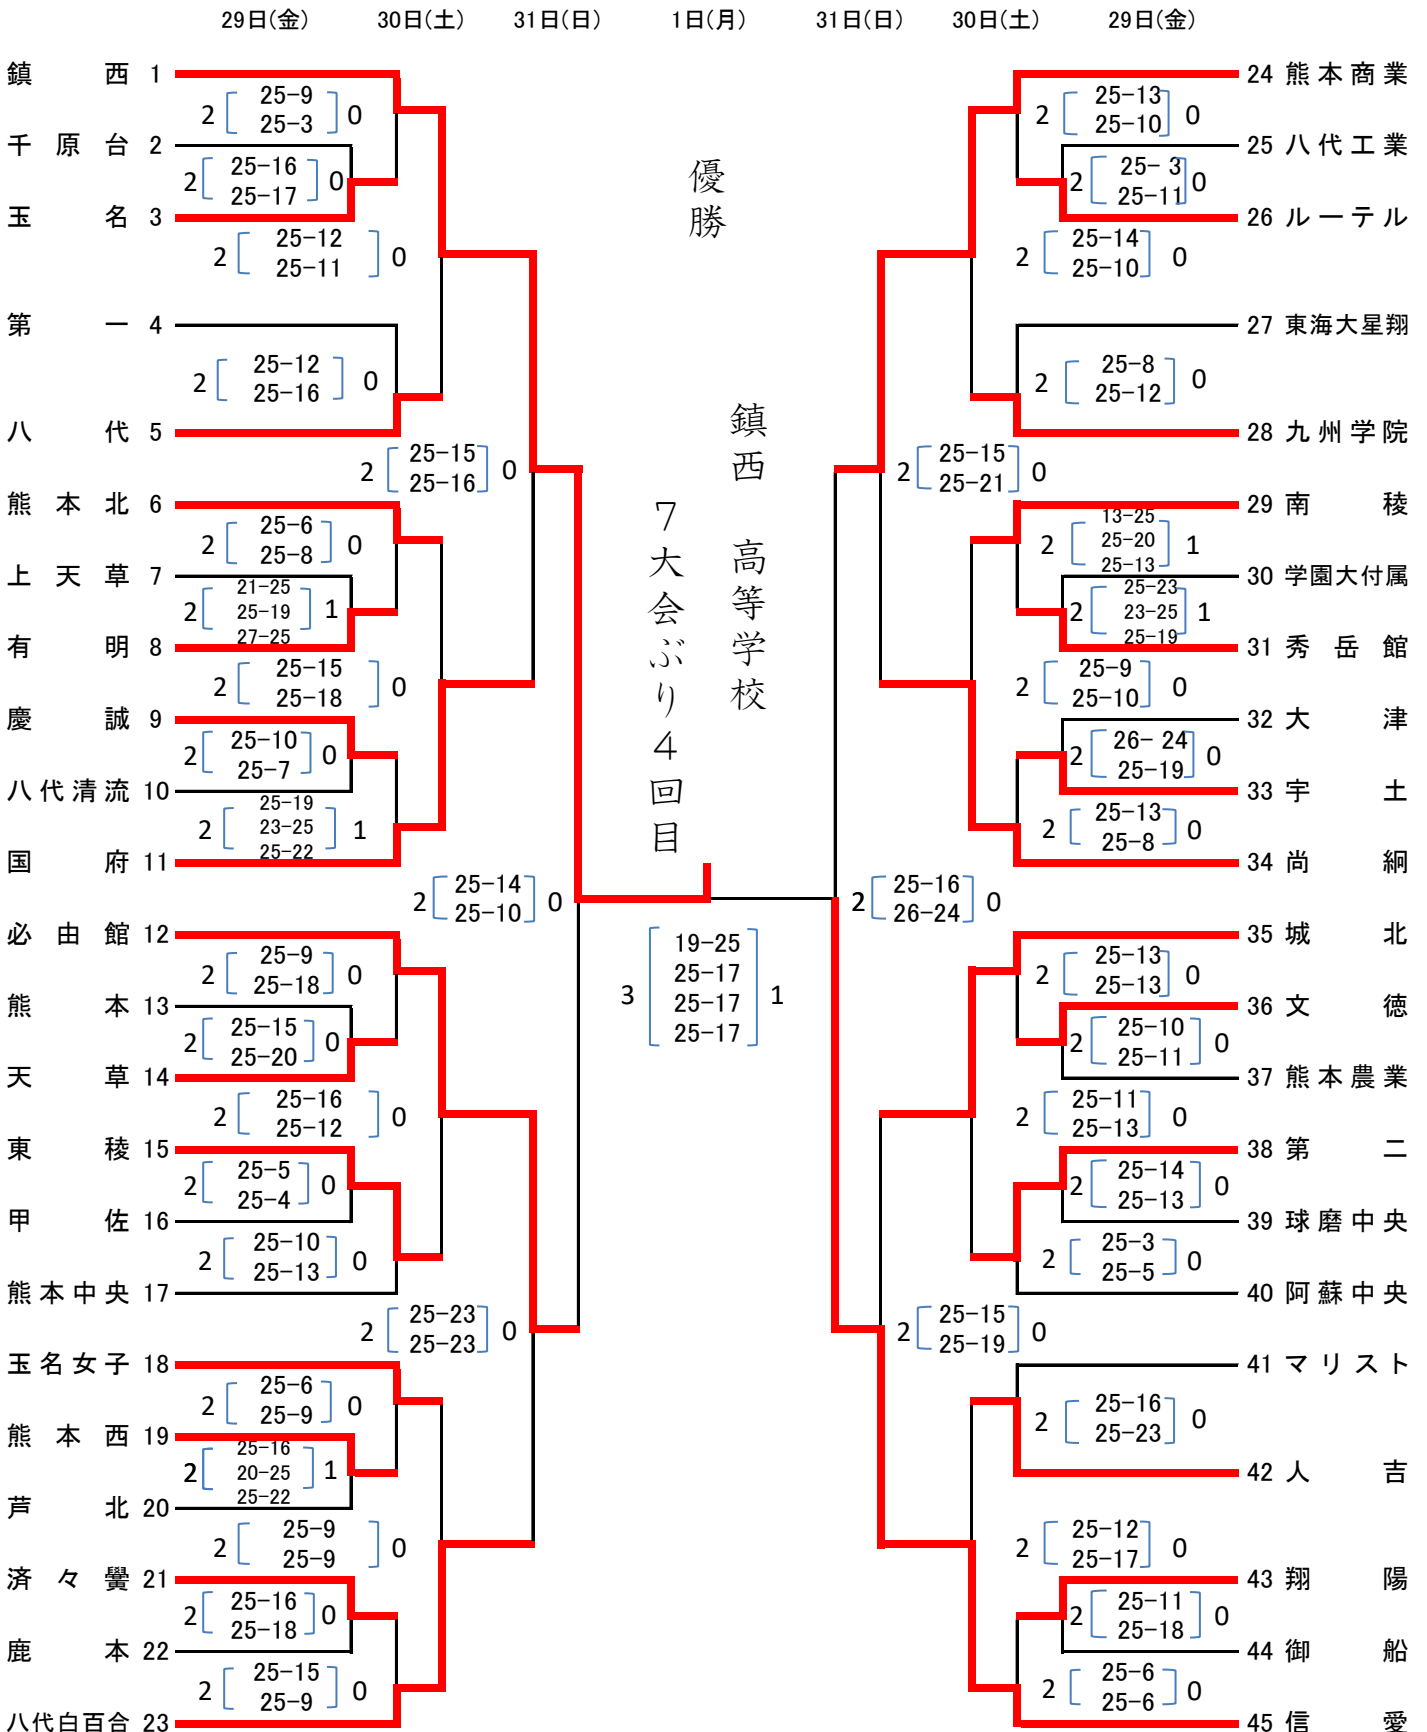 29日(金) 30日(土) 31日(日) 1日(月) 31日(日) 30日(土) 29日(金)
鎮西 1
2 25-9 0
25-3
千原台 2
2 25-16 0
25-17
玉名 3
2 25-12 0
25-11
第一 4
2 25-12 0
25-16
八代 5
2 25-15 0
25-16
熊本北 6
2 25-6 0
25-8
上天草 7
21-25
2 25-19 1
27-25
有明 8
2 25-15 0
25-18
慶誠 9
2 25-10 0
25-7
八代清流 10
25-19
2 23-25 1
25-22
国府 11
2 25-14 0
25-10
必由館 12
2 25-9 0
25-18
熊本 13
2 25-15 0
25-20
天草 14
2 25-16 0
25-12
東稜 15
2 25-5 0
25-4
甲佐 16
2 25-10 0
25-13
熊本中央 17
2 25-23 0
25-23
玉名女子 18
2 25-6 0
25-9
熊本西 19
25-16
2 20-25 1
25-22
芦北 20
2 25-9 0
25-9
済々黌 21
2 25-16 0
25-18
鹿本 22
2 25-15 0
25-9
八代白百合 23
優勝
鎮西高等学校
7大会ぶり4回目
19-25
25-17
3 25-17 1
25-17
24 熊本商業
2 25-13 0
25-10
25 八代工業
2 25-3 0
25-11
26 ルーテル
2 25-14 0
25-10
27 東海大星翔
2 25-8 0
25-12
28 九州学院
2 25-15 0
25-21
29 南稜
13-25
2 25-20 1
25-13
30 学園大付属
25-23
2 23-25 1
25-19
31 秀岳館
2 25-9 0
25-10
32 大津
2 26-24 0
25-19
33 宇土
2 25-13 0
25-8
34 尚絅
2 25-16 0
26-24
35 城北
2 25-13 0
25-13
36 文徳
2 25-10 0
25-11
37 熊本農業
2 25-11 0
25-13
38 第二
2 25-14 0
25-13
39 球磨中央
2 25-3 0
25-5
40 阿蘇中央
2 25-15 0
25-19
41 マリスト
2 25-16 0
25-23
42 人吉
2 25-12 0
25-17
43 翔陽
2 25-11 0
25-18
44 御船
2 25-6 0
25-6
45 信愛